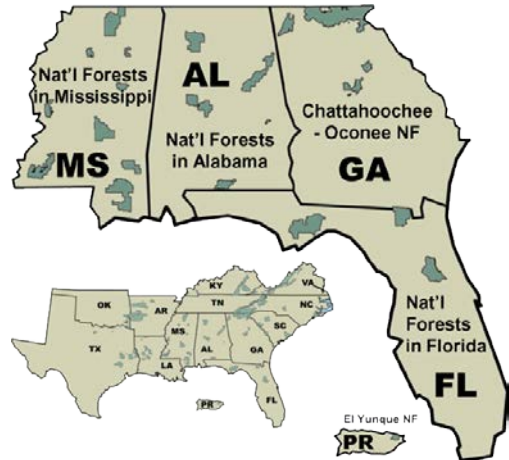 Nat'l Forests
in Mississippi
MS
AL
Nat'l Forests
in Alabama
Chattahoochee
- Oconee NF
GA
Nat'l
Forests
in Florida
FL
KY
VA
OK
TN
NC
AR
MS
SC
TX
AL
GA
LA
FL
PR
El Yunque NF
PR